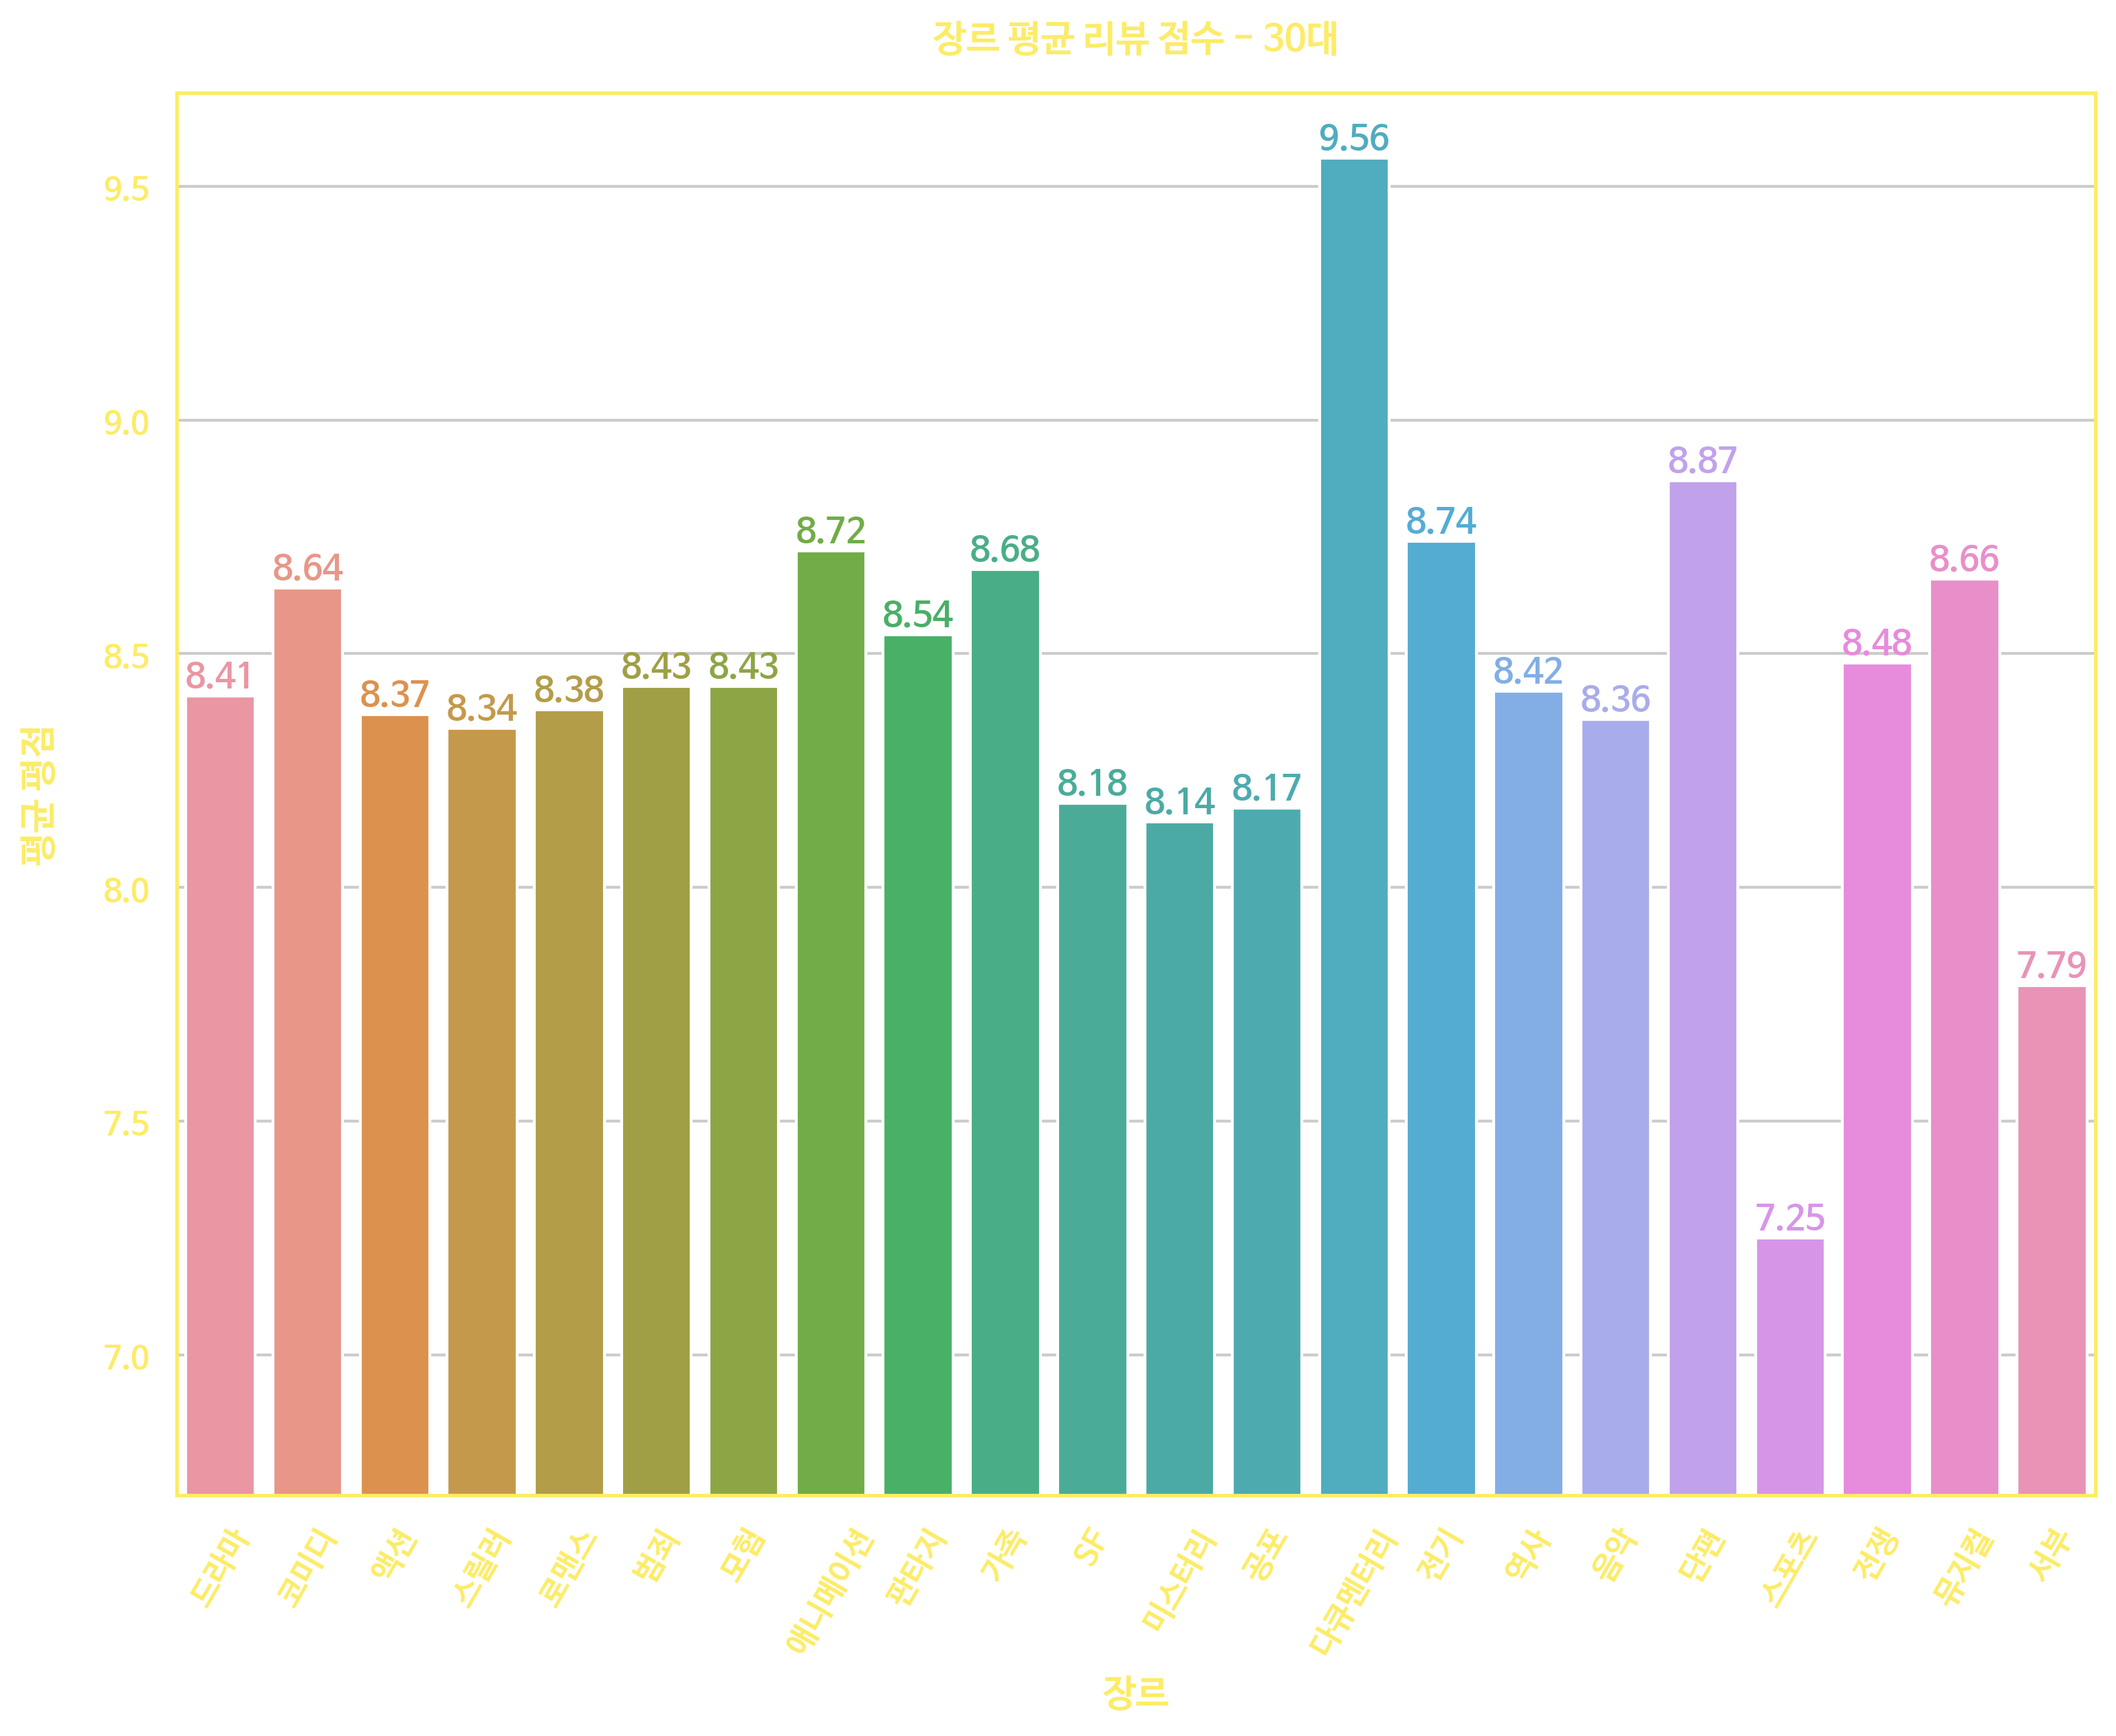 장르 평균 리뷰 점수 - 30대
평균 평점
9.5
9.0
8.5
8.0
7.5
7.0
8.41
8.64
8.37
8.34
8.38
8.43
8.43
8.72
8.54
8.68
8.18
8.14
8.17
9.56
8.74
8.42
8.36
8.87
7.25
8.48
8.66
7.79
드라마
코미디
액션
스릴러
로맨스
범죄
모험
애니메이션
판타지
가족
SF
미스터리
공포
다큐멘터리
전기
역사
음악
단편
스포츠
전쟁
뮤지컬
서부
장르